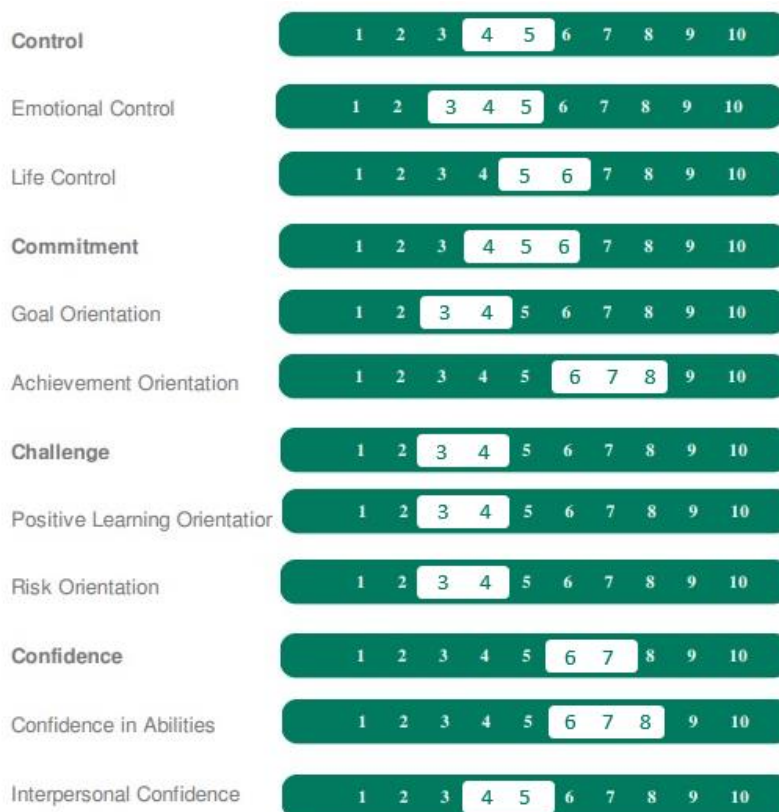 Control 1 2 3 4 5 6 7 8 9 10
Emotional Control 1 2 3 4 5 6 7 8 9 10
Life Control 1 2 3 4 5 6 7 8 9 10
Commitment 1 2 3 4 5 6 7 8 9 10
Goal Orientation 1 2 3 4 5 6 7 8 9 10
Achievement Orientation 1 2 3 4 5 6 7 8 9 10
Challenge 1 2 3 4 5 6 7 8 9 10
Positive Learning Orientatior 1 2 3 4 5 6 7 8 9 10
Risk Orientation 1 2 3 4 5 6 7 8 9 10
Confidence 1 2 3 4 5 6 7 8 9 10
Confidence in Abilities 1 2 3 4 5 6 7 8 9 10
Interpersonal Confidence 1 2 3 4 5 6 7 8 9 10